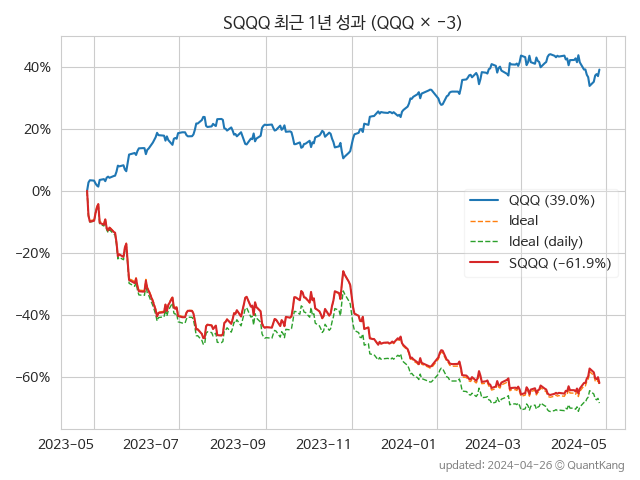 SQQQ 최근 1년 성과 (QQQ × −3)
40%
20%
0%
−20%
−40%
−60%
QQQ (39.0%)
Ideal
Ideal (daily)
SQQQ (−61.9%)
2023-05 2023-07 2023-09 2023-11 2024-01 2024-03 2024-05
updated: 2024-04-26 © QuantKang